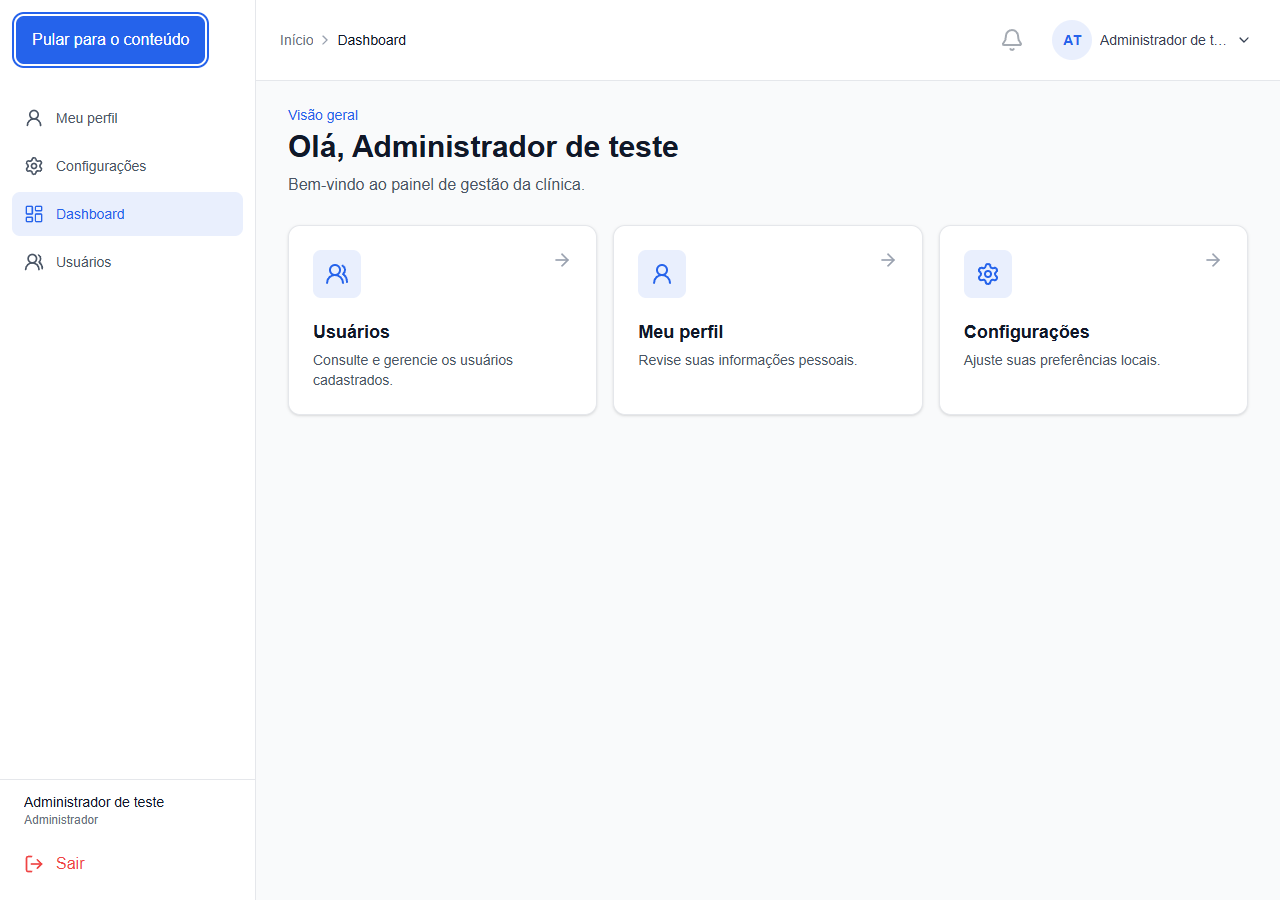 Pular para o conteúdo
Meu perfil
Configurações
Dashboard
Usuários
Administrador de teste
Administrador
Sair
Início
Dashboard
AT
Administrador de t…
Visão geral
Olá, Administrador de teste
Bem-vindo ao painel de gestão da clínica.
Usuários
Consulte e gerencie os usuários
cadastrados.
Meu perfil
Revise suas informações pessoais.
Configurações
Ajuste suas preferências locais.